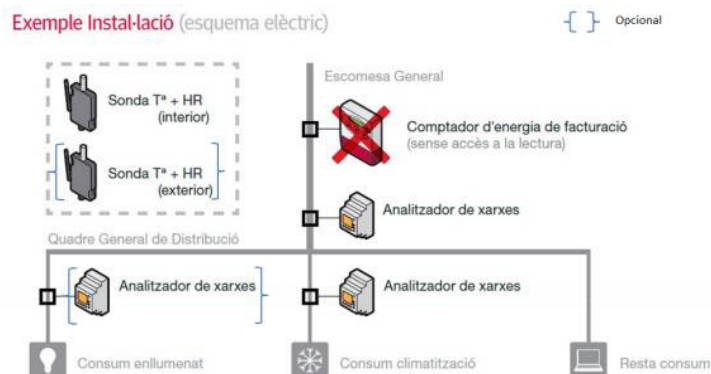 Exemple Instal·lació (esquema elèctric)
Opcional
Escomesa General
Sonda Tª + HR
(interior)
Comptador d'energia de facturació
(sense accès a la lectura)
Sonda Tª + HR
(exterior)
Analitzador de xarxes
Quadre General de Distribució
Analitzador de xarxes
Analitzador de xarxes
Consum enllumenat
Consum climatització
Resta consum